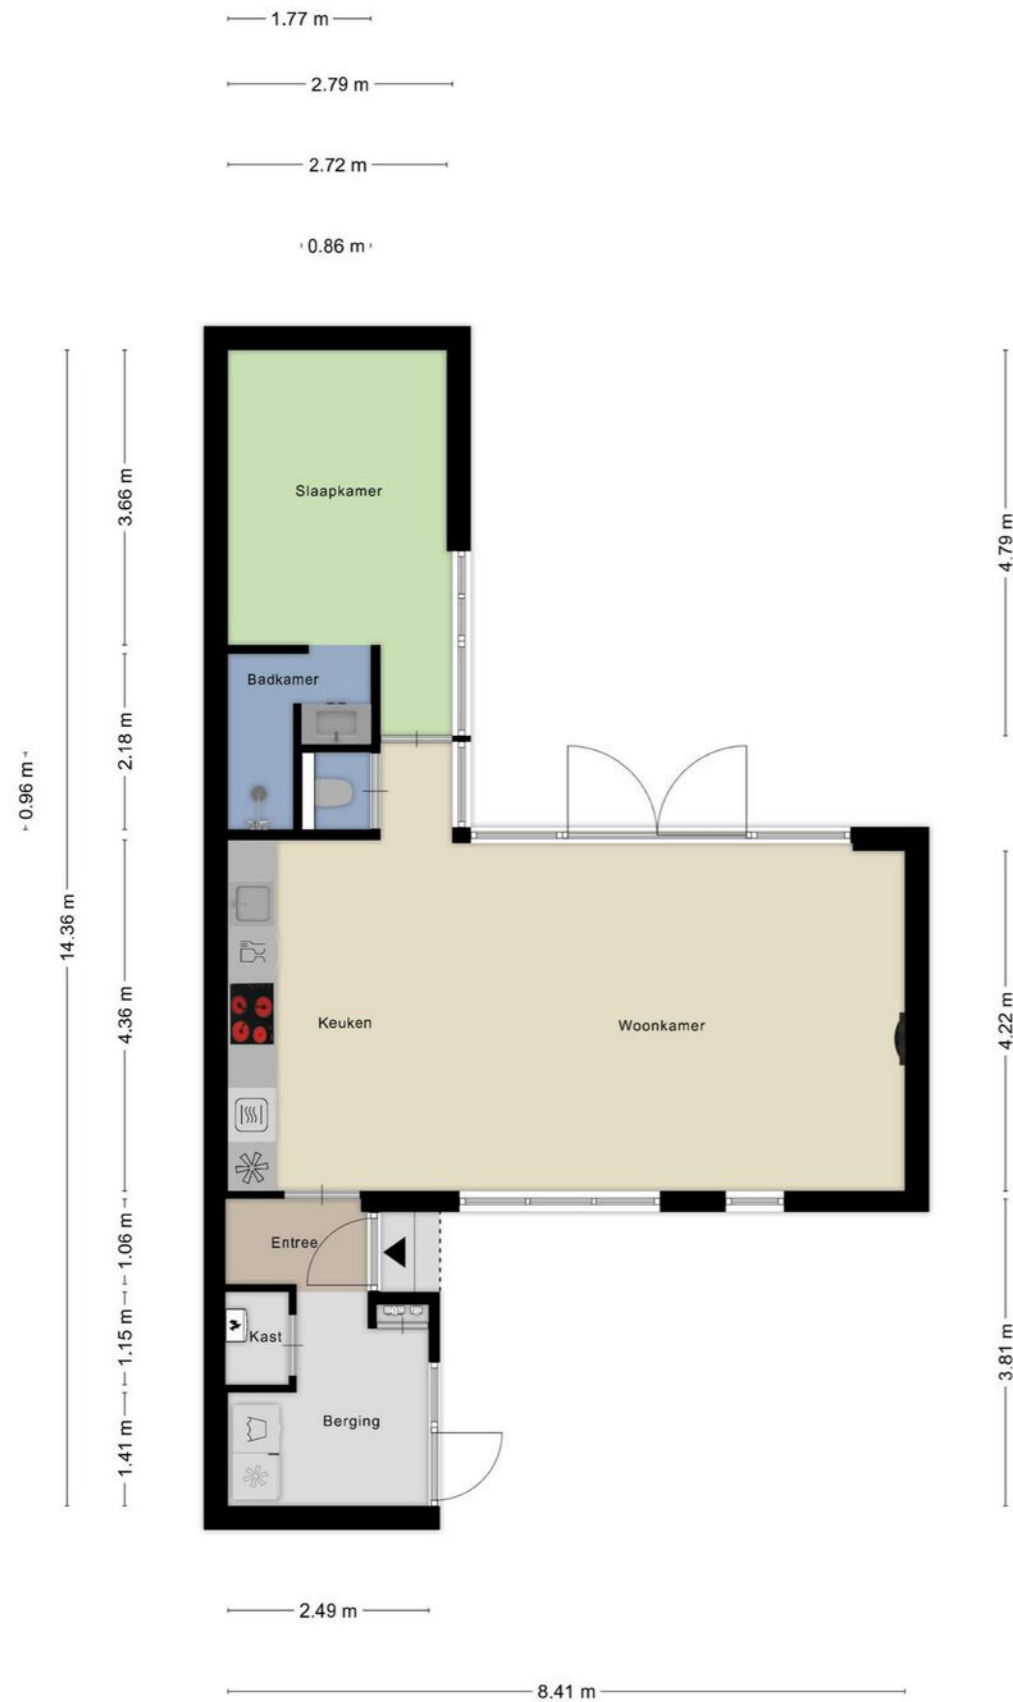 1.77 m
2.79 m
2.72 m
0.86 m
Slaapkamer
3.66 m
4.79 m
Badkamer
2.18 m
0.96 m
14.36 m
4.36 m
Keuken
Woonkamer
4.22 m
Entree
1.06 m
Kast
1.15 m
3.81 m
Berging
1.41 m
2.49 m
8.41 m